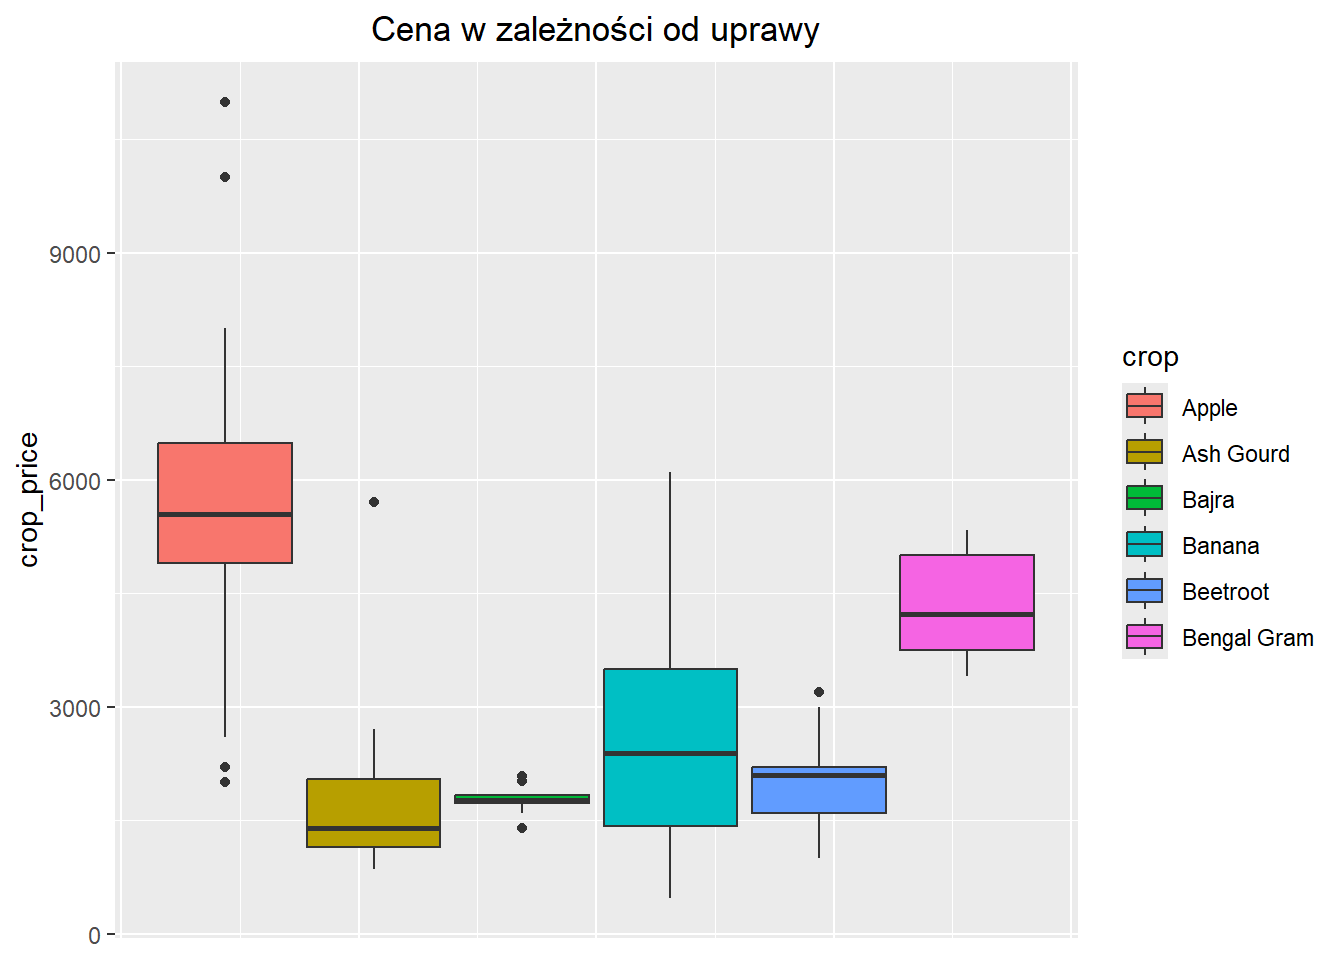 Cena w zależności od uprawy
crop_price
9000
6000
3000
0
crop
Apple
Ash Gourd
Bajra
Banana
Beetroot
Bengal Gram